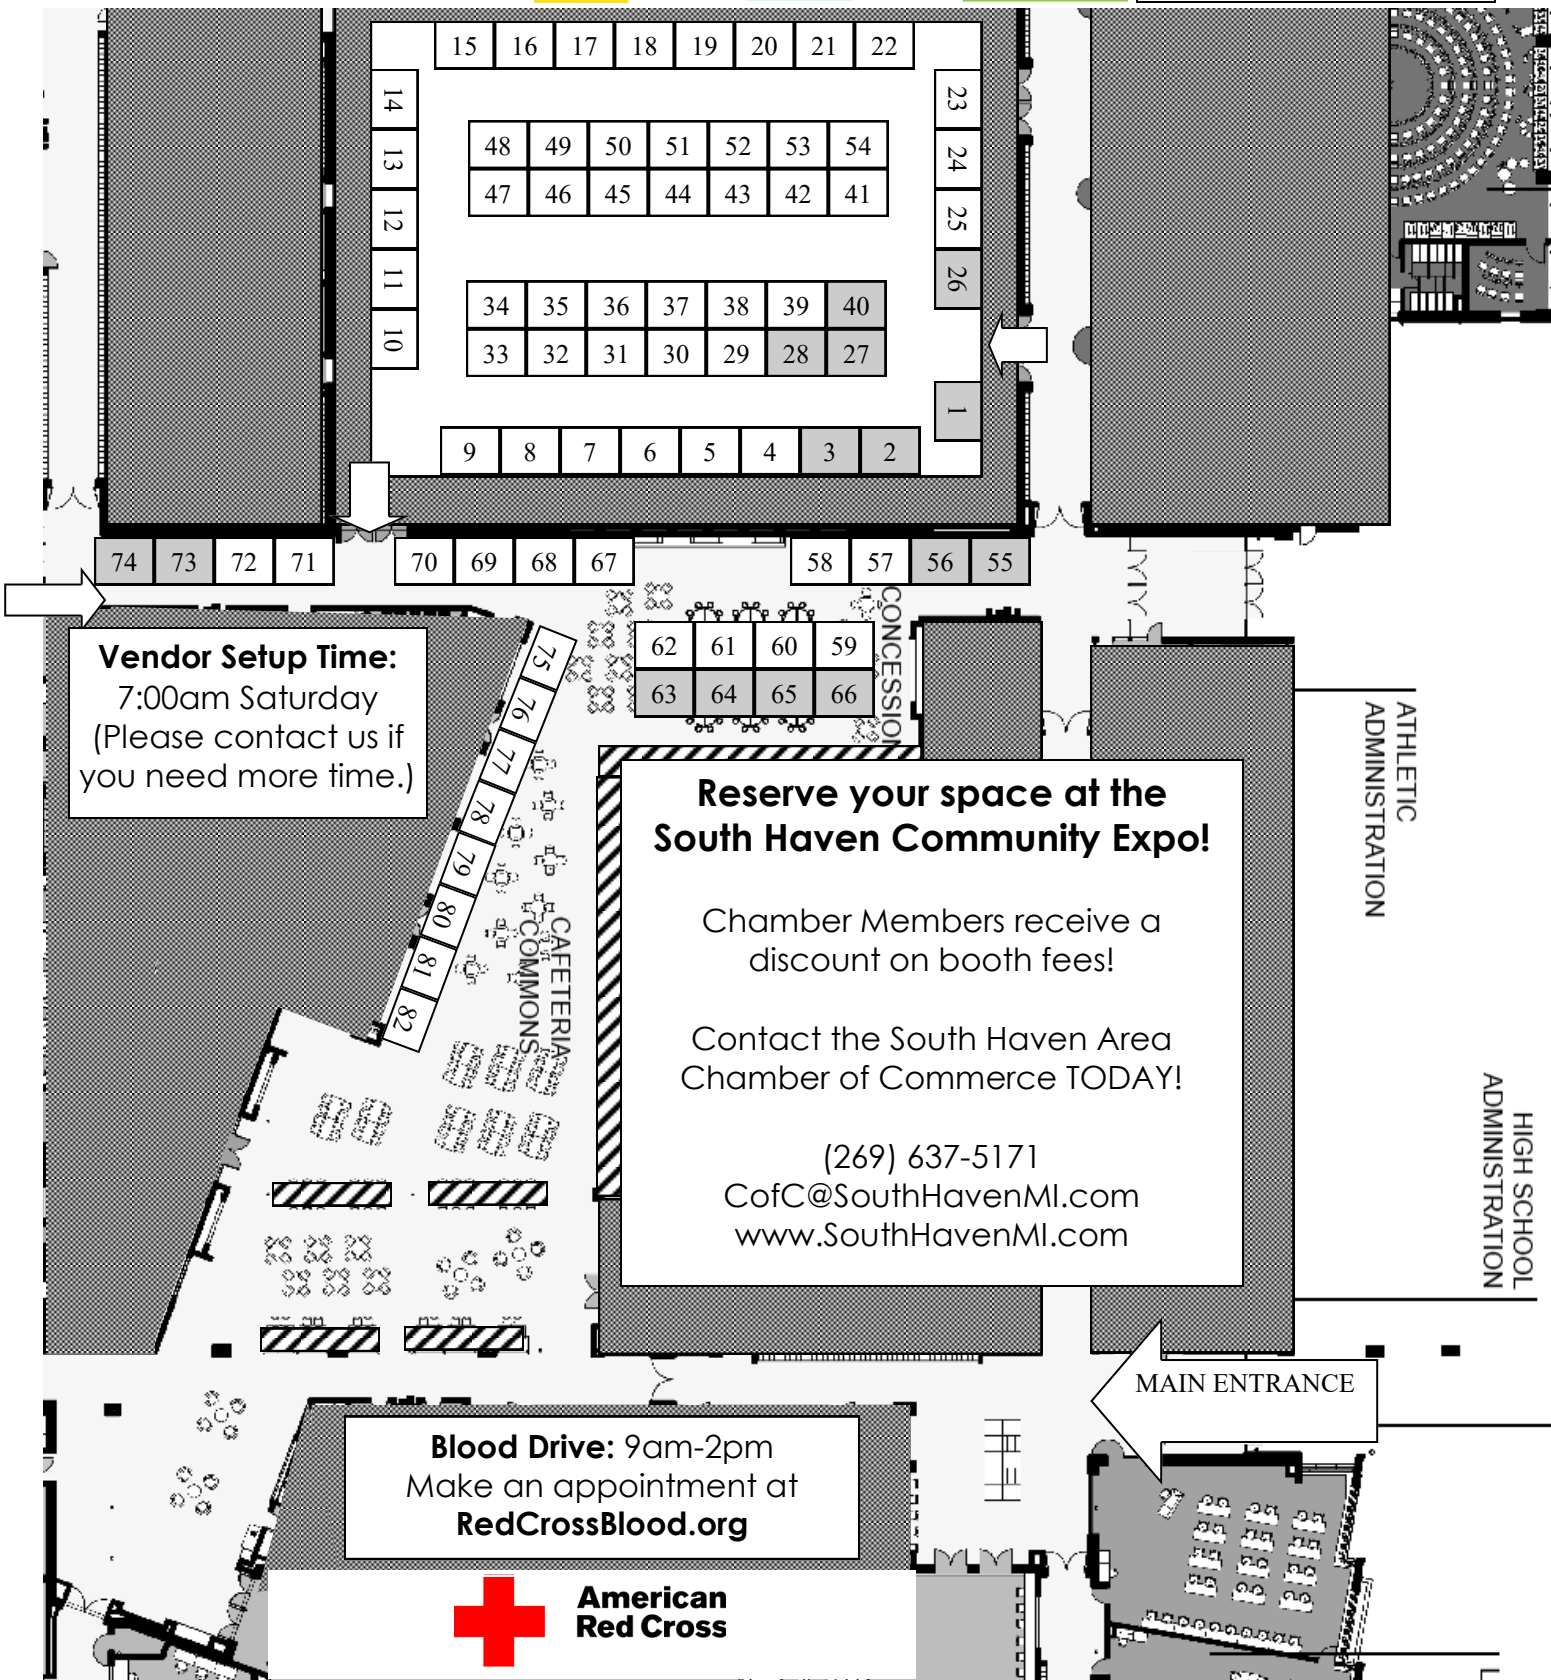 15 16 17 18 19 20 21 22
14
13
12
11
10
23
24
25
26
1
48 49 50 51 52 53 54
47 46 45 44 43 42 41
34 35 36 37 38 39 40
33 32 31 30 29 28 27
9 8 7 6 5 4 3 2
74 73 72 71
70 69 68 67
58 57 56 55
62 61 60 59
63 64 65 66
CONCESSION
Vendor Setup Time:
7:00am Saturday
(Please contact us if
you need more time.)
75
76
77
78
79
80
81
82
CAFETERIA
COMMONS
Reserve your space at the
South Haven Community Expo!
Chamber Members receive a
discount on booth fees!
Contact the South Haven Area
Chamber of Commerce TODAY!
(269) 637-5171
CofC@SouthHavenMI.com
www.SouthHavenMI.com
ATHLETIC
ADMINISTRATION
HIGH SCHOOL
ADMINISTRATION
MAIN ENTRANCE
Blood Drive: 9am-2pm
Make an appointment at
RedCrossBlood.org
American
Red Cross